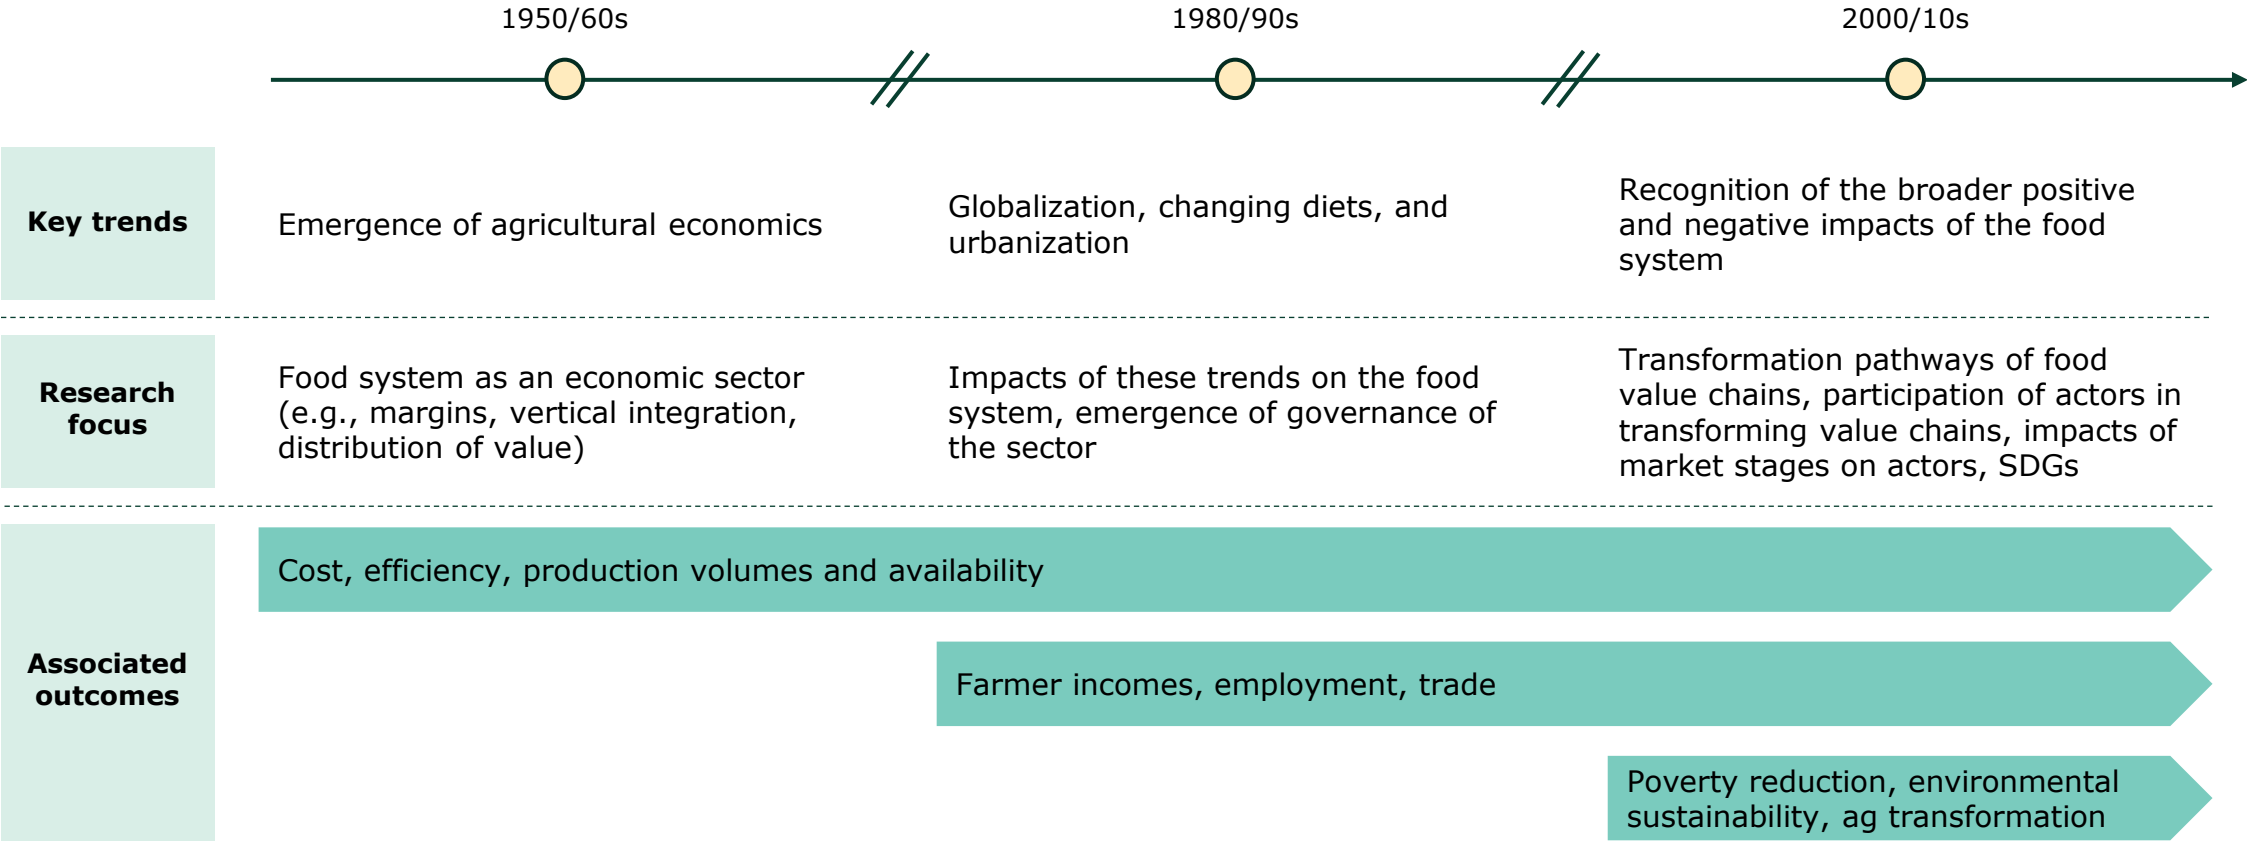 1950/60s
1980/90s
2000/10s
Key trends
Emergence of agricultural economics
Globalization, changing diets, and
urbanization
Recognition of the broader positive
and negative impacts of the food
system
Research
focus
Food system as an economic sector
(e.g., margins, vertical integration,
distribution of value)
Impacts of these trends on the food
system, emergence of governance of
the sector
Transformation pathways of food
value chains, participation of actors in
transforming value chains, impacts of
market stages on actors, SDGs
Associated
outcomes
Cost, efficiency, production volumes and availability
Farmer incomes, employment, trade
Poverty reduction, environmental
sustainability, ag transformation